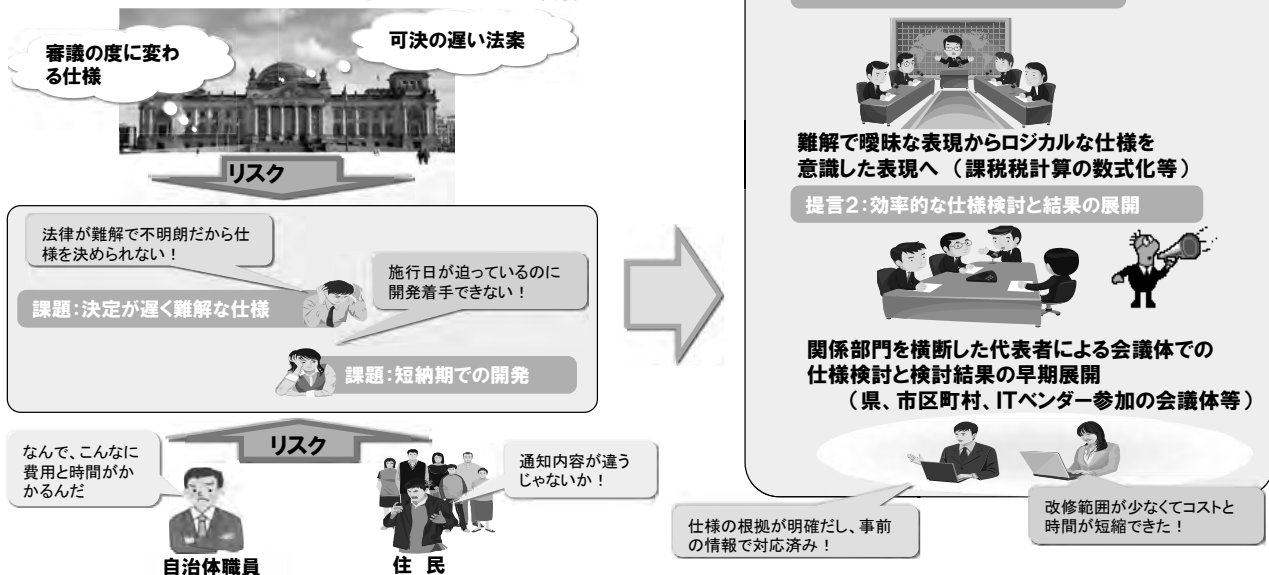 審議の度に変わ
る仕様
可決の遅い法案
リスク
法律が難解で不明朗だから仕
様を決められない！
施行日が迫っているのに
開発着手できない！
課題：決定が遅く難解な仕様
課題：短納期での開発
リスク
なんで、こんなに
費用と時間がか
かるんだ
通知内容が違う
じゃないか！
自治体職員
住　民
難解で曖昧な表現からロジカルな仕様を
意識した表現へ （課税税計算の数式化等）
提言２：効率的な仕様検討と結果の展開
関係部門を横断した代表者による会議体での
仕様検討と検討結果の早期展開
（県、市区町村、ITベンダー参加の会議体等）
仕様の根拠が明確だし、事前
の情報で対応済み！
改修範囲が少なくてコストと
時間が短縮できた！